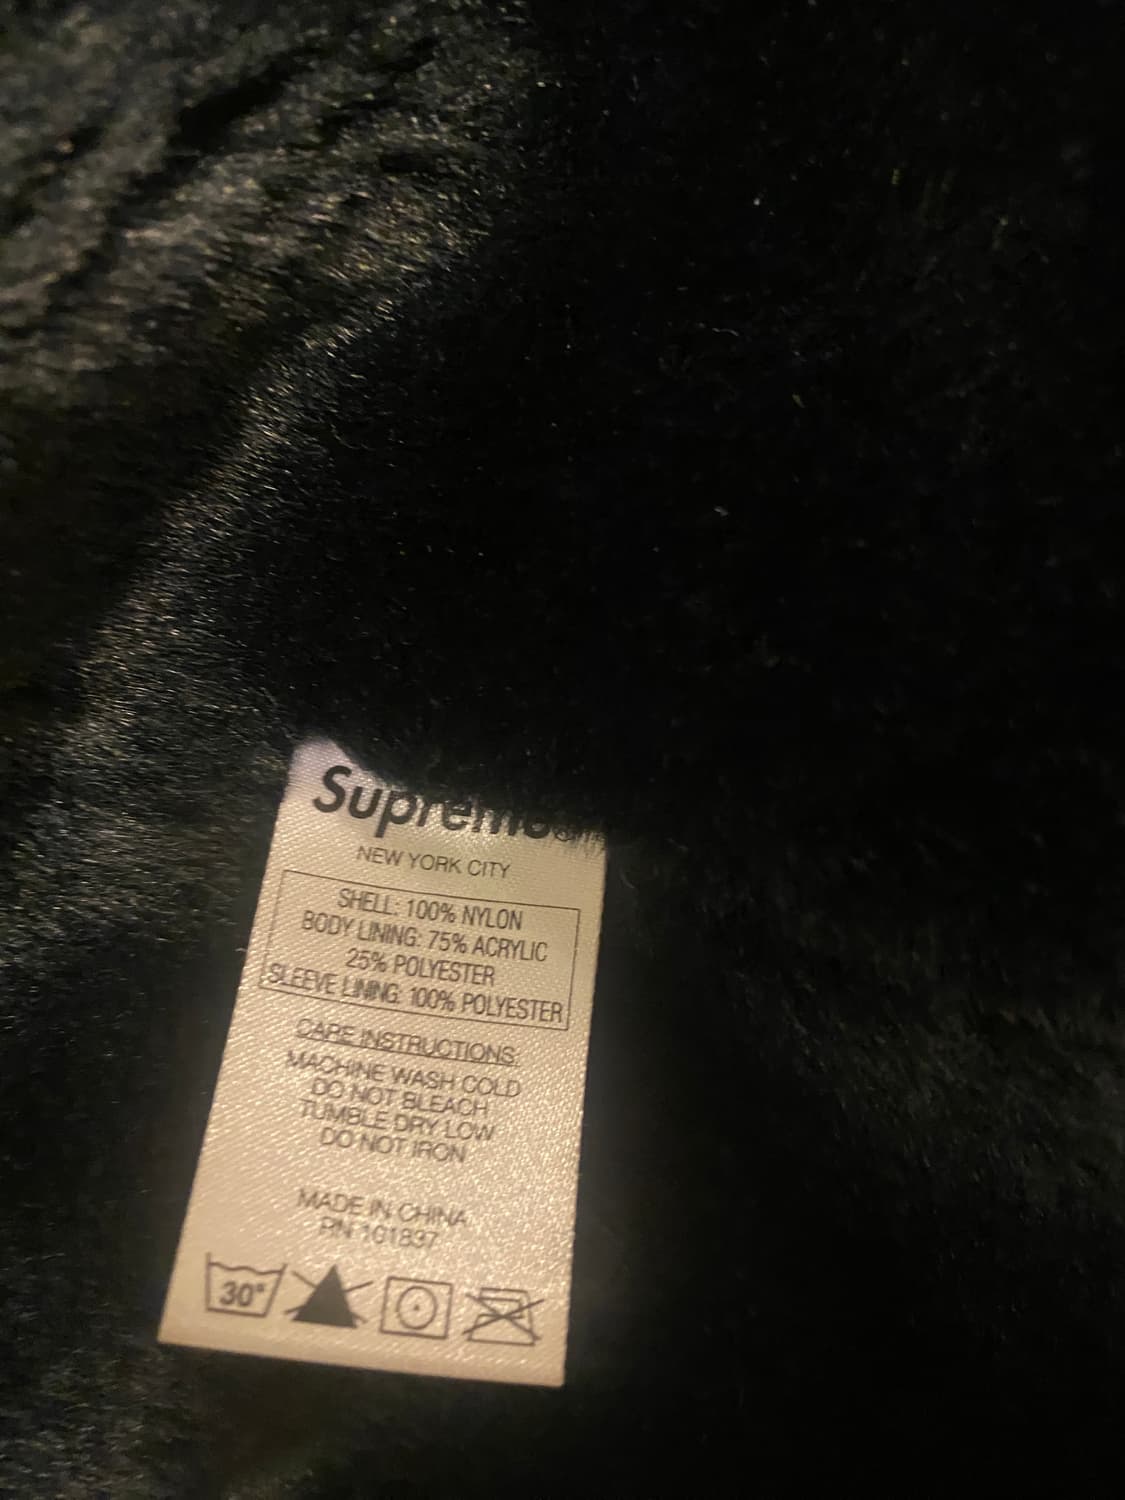 Supreme®
NEW YORK CITY
SHELL: 100% NYLON
BODY LINING: 75% ACRYLIC
25% POLYESTER
SLEEVE LINING: 100% POLYESTER
CARE INSTRUCTIONS:
MACHINE WASH COLD
DO NOT BLEACH
TUMBLE DRY LOW
DO NOT IRON
MADE IN CHINA
RN 101837
30°